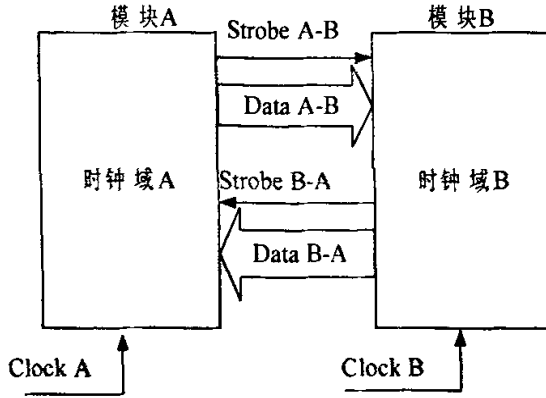 模块A
模块B
Strobe A-B
Data A-B
时钟域A
时钟域B
Strobe B-A
Data B-A
Clock A
Clock B